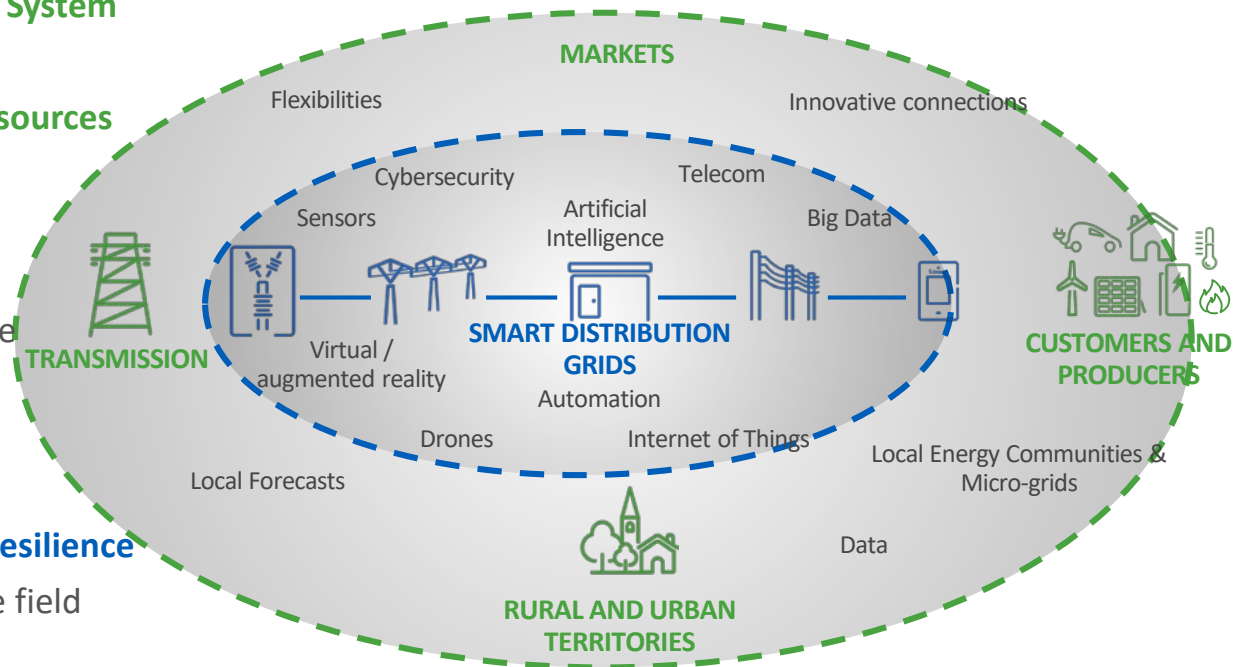 System
MARKETS
Flexibilities
Innovative connections
sources
Cybersecurity
Telecom
Sensors
Artificial
Intelligence
Big Data
e
TRANSMISSION
SMART DISTRIBUTION
GRIDS
CUSTOMERS AND
PRODUCERS
Virtual /
augmented reality
Automation
Drones
Internet of Things
Local Forecasts
Local Energy Communities &
Micro-grids
esilience
Data
e field
RURAL AND URBAN
TERRITORIES